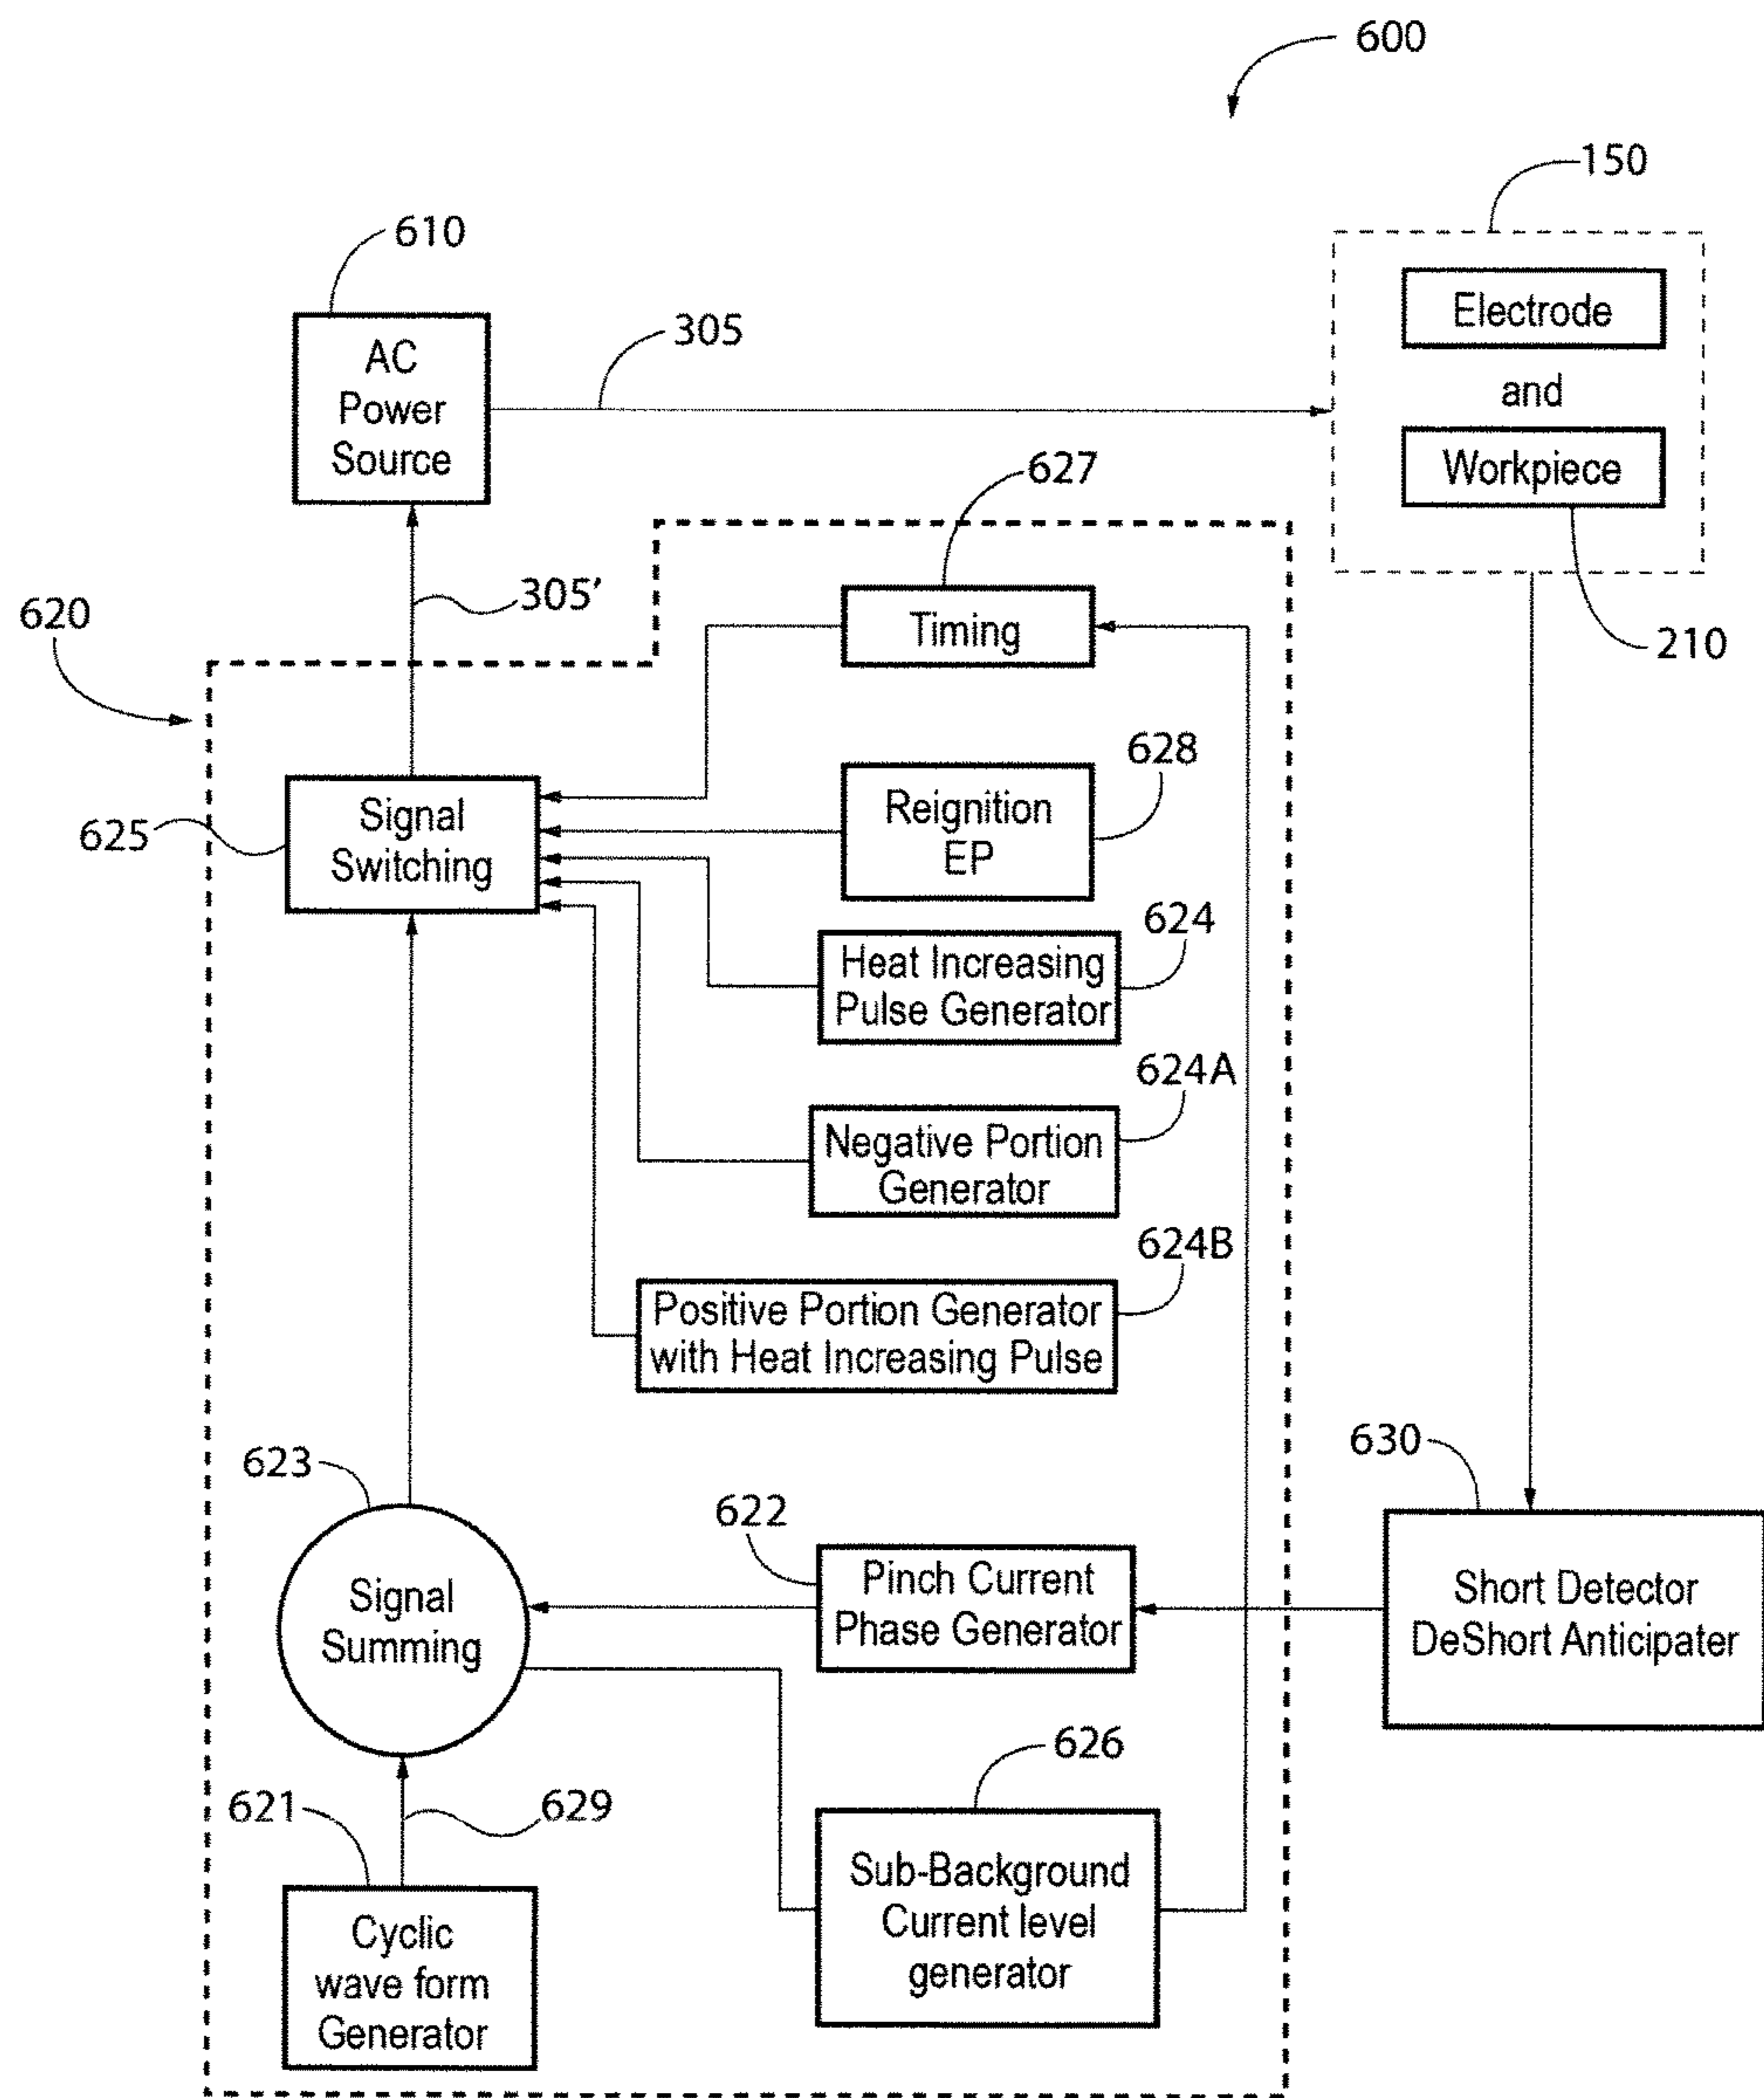 600
150
610
Electrode
305
AC
Power
Source
and
Workpiece
627
305’
620
Timing
210
628
Signal
Switching
Reignition
EP
625
624
Heat Increasing
Pulse Generator
624A
Negative Portion
Generator
624B
Positive Portion Generator
with Heat Increasing Pulse
630
623
622
Pinch Current
Phase Generator
Short Detector
DeShort Anticipater
Signal
Summing
626
621
629
Sub-Background
Current level
generator
Cyclic
wave form
Generator